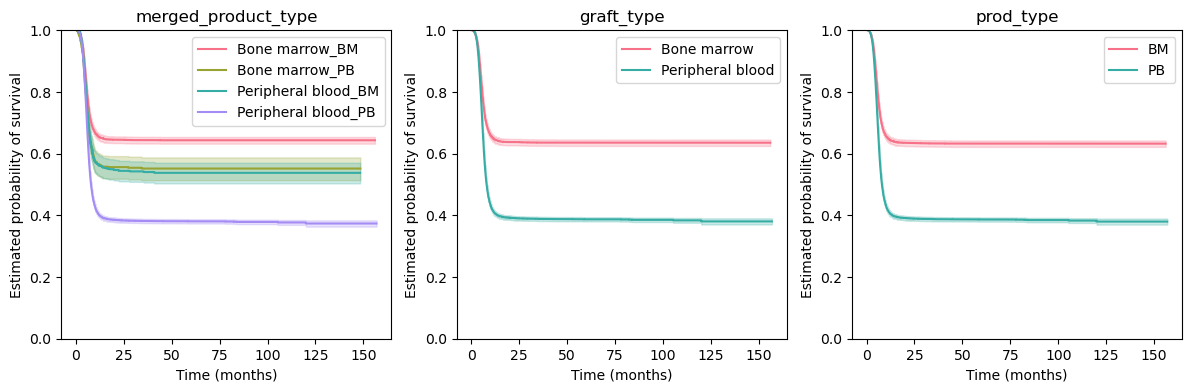 merged_product_type
Estimated probability of survival
1.0
0.8
0.6
0.4
0.2
0.0
Bone marrow_BM
Bone marrow_PB
Peripheral blood_BM
Peripheral blood_PB
0 25 50 75 100 125 150
Time (months)
graft_type
Estimated probability of survival
1.0
0.8
0.6
0.4
0.2
0.0
Bone marrow
Peripheral blood
0 25 50 75 100 125 150
Time (months)
prod_type
Estimated probability of survival
1.0
0.8
0.6
0.4
0.2
0.0
BM
PB
0 25 50 75 100 125 150
Time (months)